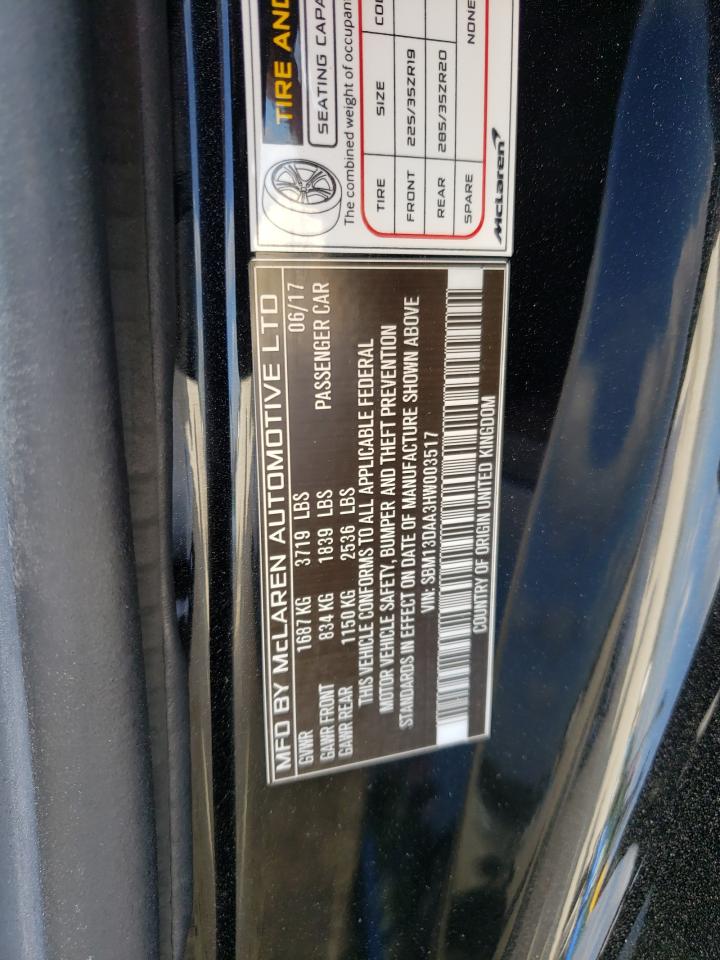 TIRE AND
SEATING CAPA
The combined weight of occupan
TIRE SIZE
FRONT 225/35ZR19
REAR 285/35ZR20
SPARE NONE
McLaren
MFD BY McLAREN AUTOMOTIVE LTD
GVWR 1687 KG 3719 LBS 06/17
GAWR FRONT 834 KG 1839 LBS PASSENGER CAR
GAWR REAR 1150 KG 2536 LBS
THIS VEHICLE CONFORMS TO ALL APPLICABLE FEDERAL
MOTOR VEHICLE SAFETY, BUMPER AND THEFT PREVENTION
STANDARDS IN EFFECT ON DATE OF MANUFACTURE SHOWN ABOVE
VIN: SBM13DAA3HW003517
COUNTRY OF ORIGIN UNITED KINGDOM